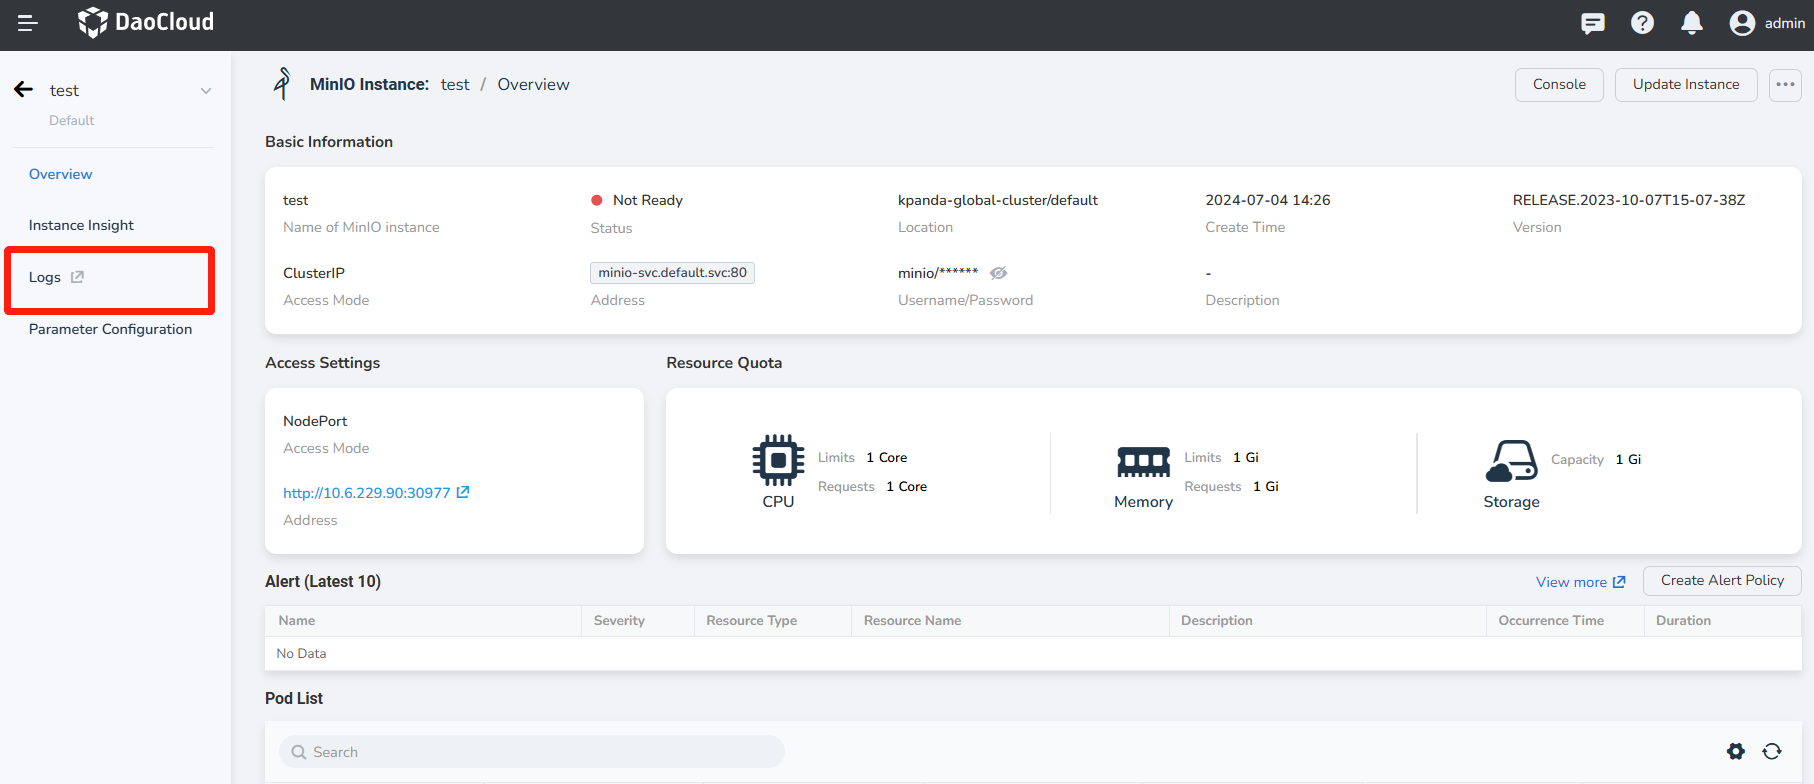 DaoCloud
admin
test
Default
Overview
Instance Insight
Logs
Parameter Configuration
MinIO Instance: test / Overview
Console
Update Instance
Basic Information
test
Name of MinIO instance
Not Ready
Status
kpanda-global-cluster/default
Location
2024-07-04 14:26
Create Time
RELEASE.2023-10-07T15-07-38Z
Version
ClusterIP
Access Mode
minio-svc.default.svc:80
Address
minio/******
Username/Password
-
Description
Access Settings
NodePort
Access Mode
http://10.6.229.90:30977
Address
Resource Quota
CPU
Limits 1 Core
Requests 1 Core
Memory
Limits 1 Gi
Requests 1 Gi
Storage
Capacity 1 Gi
Alert (Latest 10)
View more
Create Alert Policy
Name Severity Resource Type Resource Name Description Occurrence Time Duration
No Data
Pod List
Search